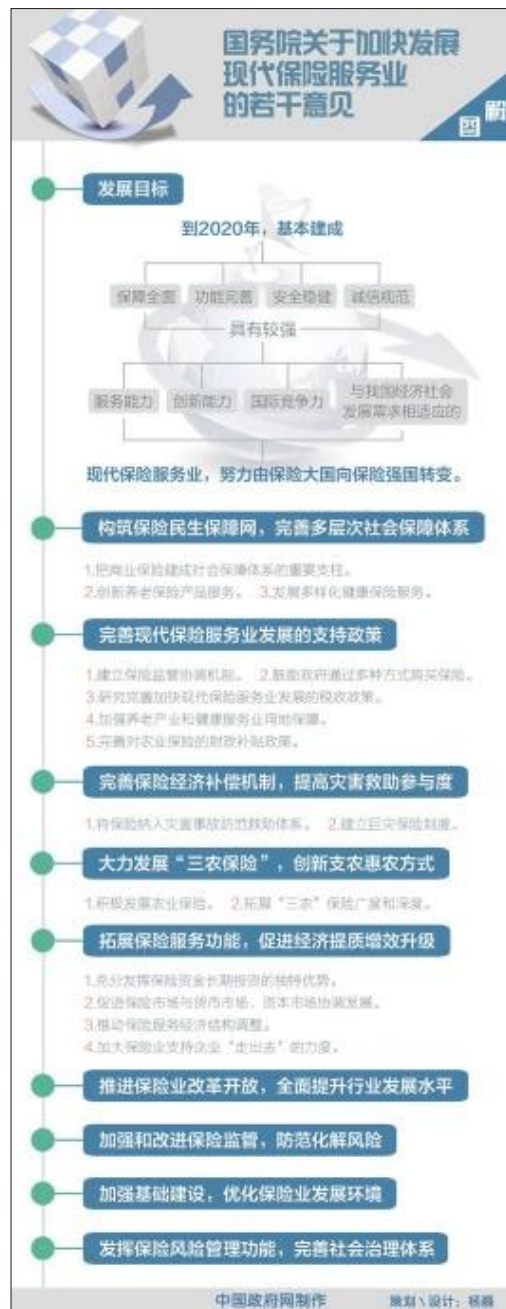 国务院关于加快发展
现代保险服务业
的若干意见
图解
发展目标
到2020年，基本建成
保障全面 功能完善 安全稳健 诚信规范
具有较强
服务能力 创新能力 国际竞争力 与我国经济社会
发展需求相适应的
现代保险服务业，努力由保险大国向保险强国转变。
构筑保险民生保障网，完善多层次社会保障体系
1.把商业保险建成社会保障体系的重要支柱。
2.创新养老保险产品服务。 3.发展多样化健康保险服务。
完善现代保险服务业发展的支持政策
1.建立保险监管协调机制。 2.鼓励政府通过多种方式购买保险。
3.研究完善加快现代保险服务业发展的税收政策。
4.加强养老产业和健康服务业用地保障。
5.完善对农业保险的财政补贴政策。
完善保险经济补偿机制，提高灾害救助参与度
1.将保险纳入灾害事故防范救助体系。 2.建立巨灾保险制度。
大力发展“三农保险”，创新支农惠农方式
1.积极发展农业保险。 2.拓展“三农”保险广度和深度。
拓展保险服务功能，促进经济提质增效升级
1.充分发挥保险资金长期投资的独特优势。
2.促进保险市场与货币市场、资本市场协调发展。
3.推动保险服务经济结构调整。
4.加大保险业支持企业“走出去”的力度。
推进保险业改革开放，全面提升行业发展水平
加强和改进保险监管，防范化解风险
加强基础建设，优化保险业发展环境
发挥保险风险管理功能，完善社会治理体系
中国政府网制作 策划\设计：杨